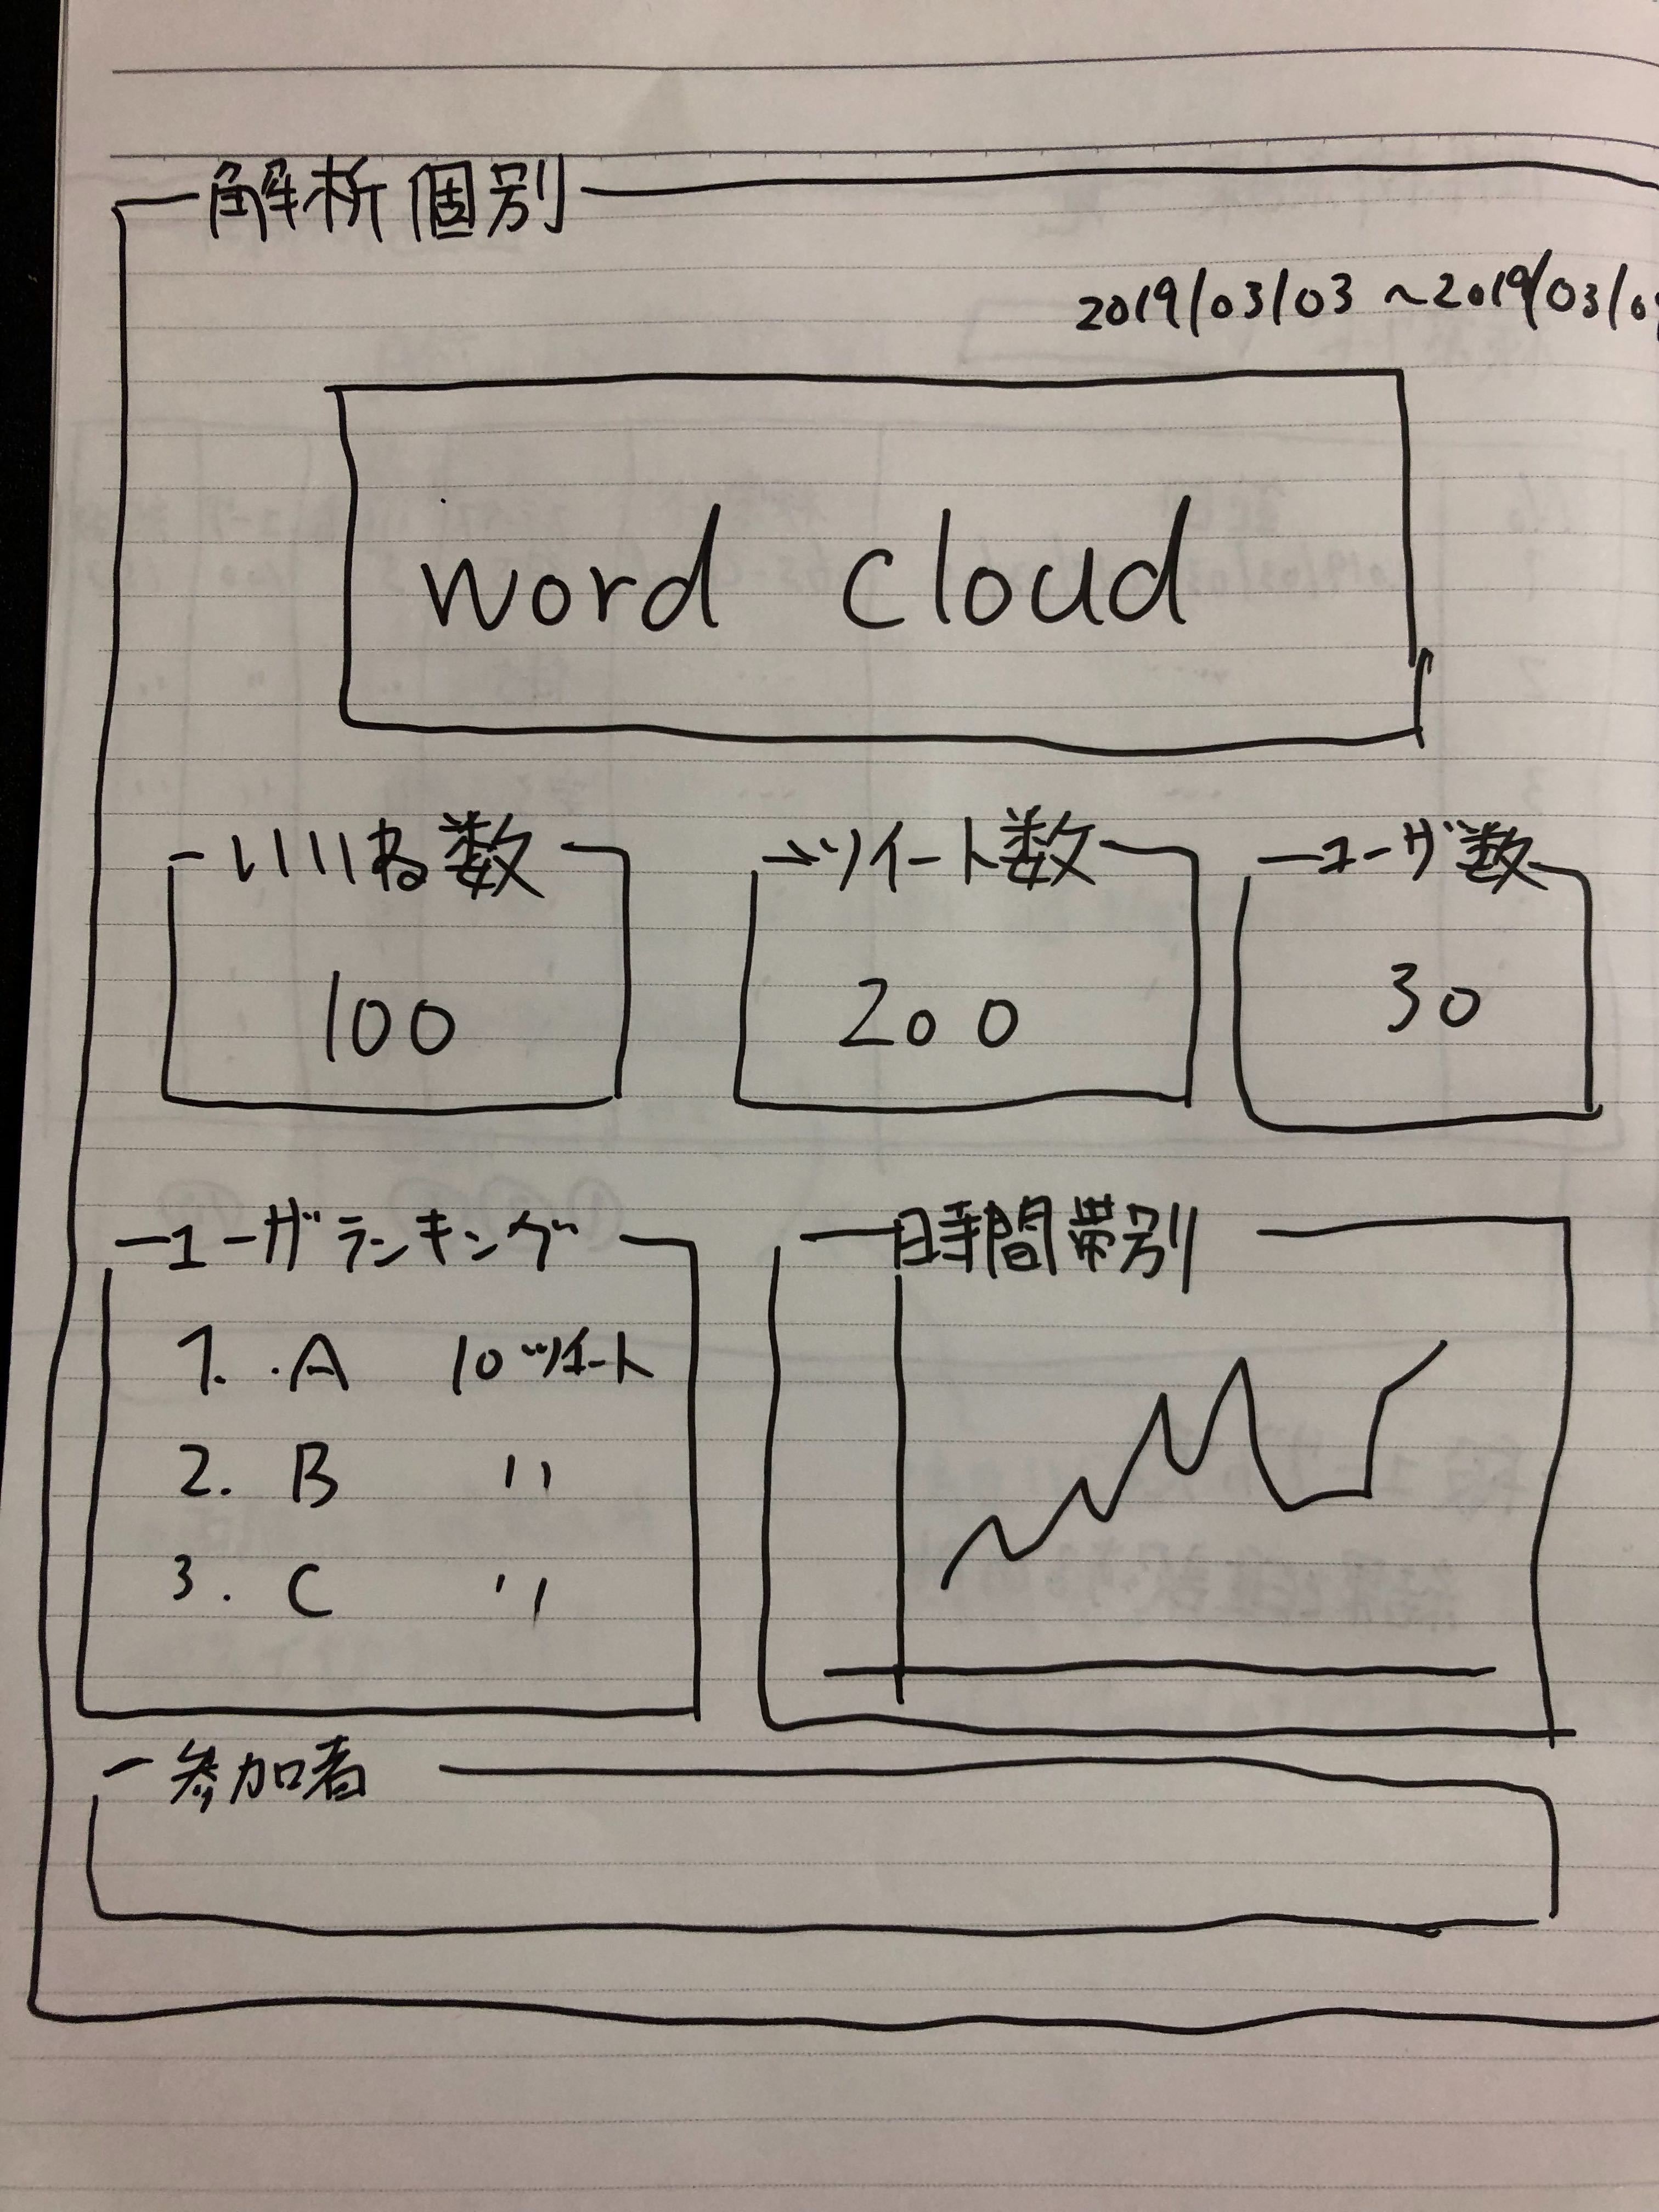 解析個別
2019/03/03 ~2019/03/0
word cloud
いいね数 ツイート数 ユーザ数
100 200 30
ユーザランキング 時間帯別
1. A 10ツイート
2. B 〃
3. C 〃
参加者